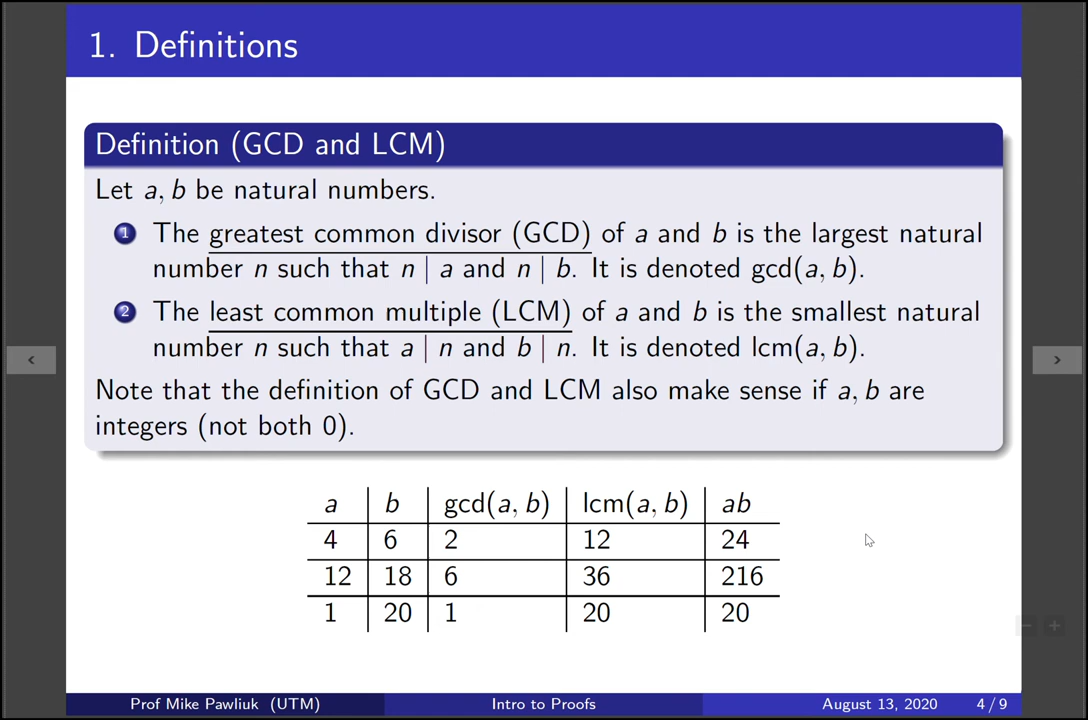 1. Definitions
Definition (GCD and LCM)
Let a, b be natural numbers.
1 The greatest common divisor (GCD) of a and b is the largest natural
number n such that n | a and n | b. It is denoted gcd(a, b).
2 The least common multiple (LCM) of a and b is the smallest natural
number n such that a | n and b | n. It is denoted lcm(a, b).
Note that the definition of GCD and LCM also make sense if a, b are
integers (not both 0).
a b gcd(a, b) lcm(a, b) ab
4 6 2 12 24
12 18 6 36 216
1 20 1 20 20
Prof Mike Pawliuk (UTM) Intro to Proofs August 13, 2020 4 / 9